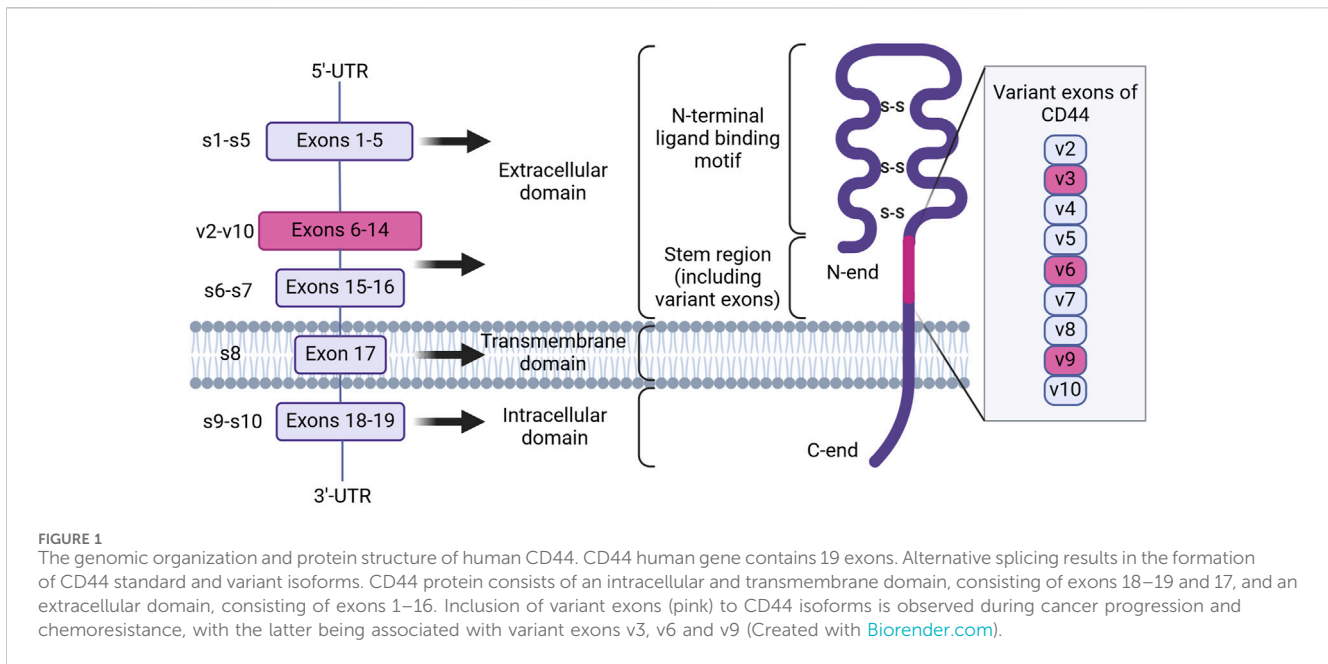 5'-UTR
s1-s5
Exons 1-5
v2-v10
Exons 6-14
s6-s7
Exons 15-16
s8
Exon 17
s9-s10
Exons 18-19
3'-UTR
Extracellular
domain
Transmembrane
domain
Intracellular
domain
N-terminal
ligand binding
motif
Stem region
(including
variant exons)
S-S
S-S
S-S
N-end
C-end
Variant exons of
CD44
v2
v3
v4
v5
v6
v7
v8
v9
v10
FIGURE 1
The genomic organization and protein structure of human CD44. CD44 human gene contains 19 exons. Alternative splicing results in the formation
of CD44 standard and variant isoforms. CD44 protein consists of an intracellular and transmembrane domain, consisting of exons 18–19 and 17, and an
extracellular domain, consisting of exons 1–16. Inclusion of variant exons (pink) to CD44 isoforms is observed during cancer progression and
chemoresistance, with the latter being associated with variant exons v3, v6 and v9 (Created with Biorender.com).